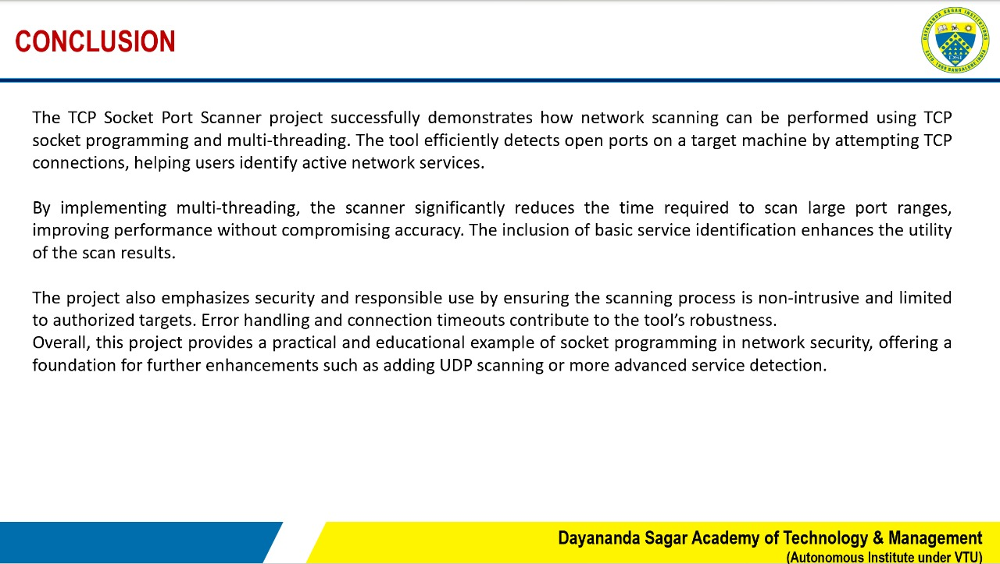 CONCLUSION
DAYANANDA SAGAR INSTITUTIONS
DSI
ESTD. 1960 BANGALORE INDIA
The TCP Socket Port Scanner project successfully demonstrates how network scanning can be performed using TCP
socket programming and multi-threading. The tool efficiently detects open ports on a target machine by attempting TCP
connections, helping users identify active network services.
By implementing multi-threading, the scanner significantly reduces the time required to scan large port ranges,
improving performance without compromising accuracy. The inclusion of basic service identification enhances the utility
of the scan results.
The project also emphasizes security and responsible use by ensuring the scanning process is non-intrusive and limited
to authorized targets. Error handling and connection timeouts contribute to the tool’s robustness.
Overall, this project provides a practical and educational example of socket programming in network security, offering a
foundation for further enhancements such as adding UDP scanning or more advanced service detection.
Dayananda Sagar Academy of Technology & Management
(Autonomous Institute under VTU)